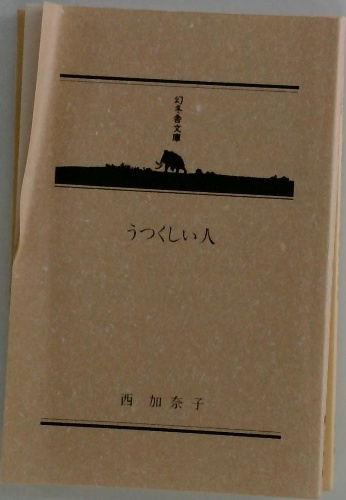 幻冬舎文庫
うつくしい人
西 加奈子